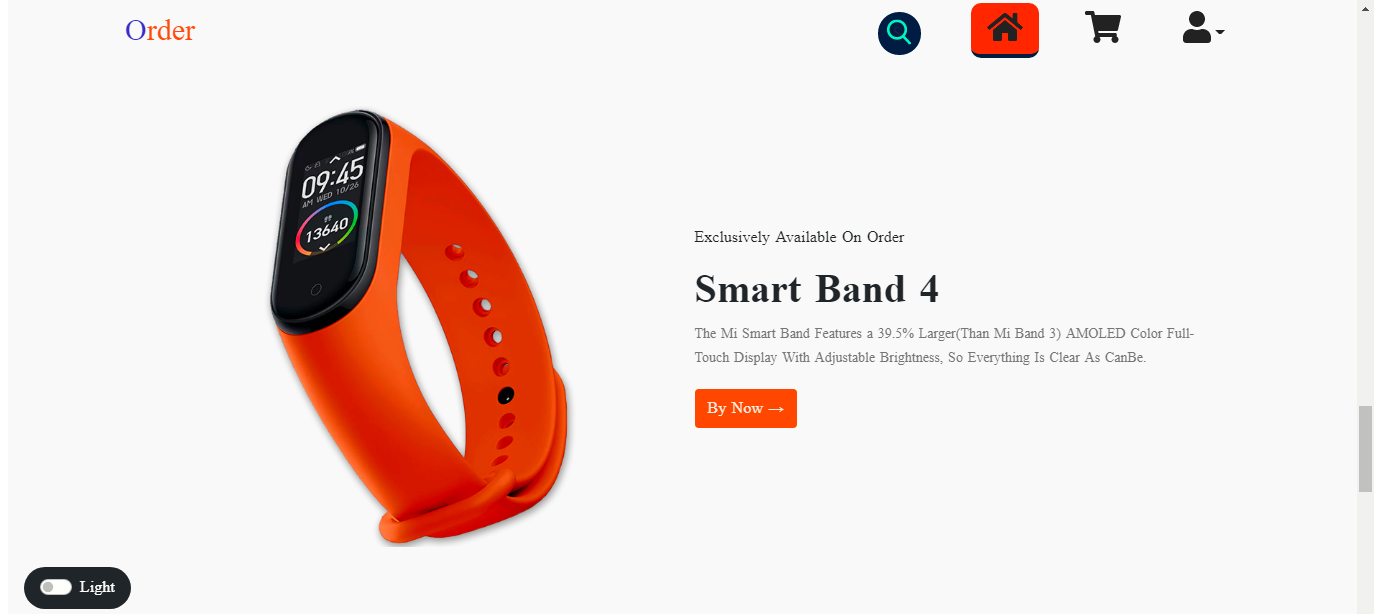 Order
09:45
AM WED 10/26
13640
Exclusively Available On Order
Smart Band 4
The Mi Smart Band Features a 39.5% Larger(Than Mi Band 3) AMOLED Color Full-
Touch Display With Adjustable Brightness, So Everything Is Clear As CanBe.
By Now →
Light